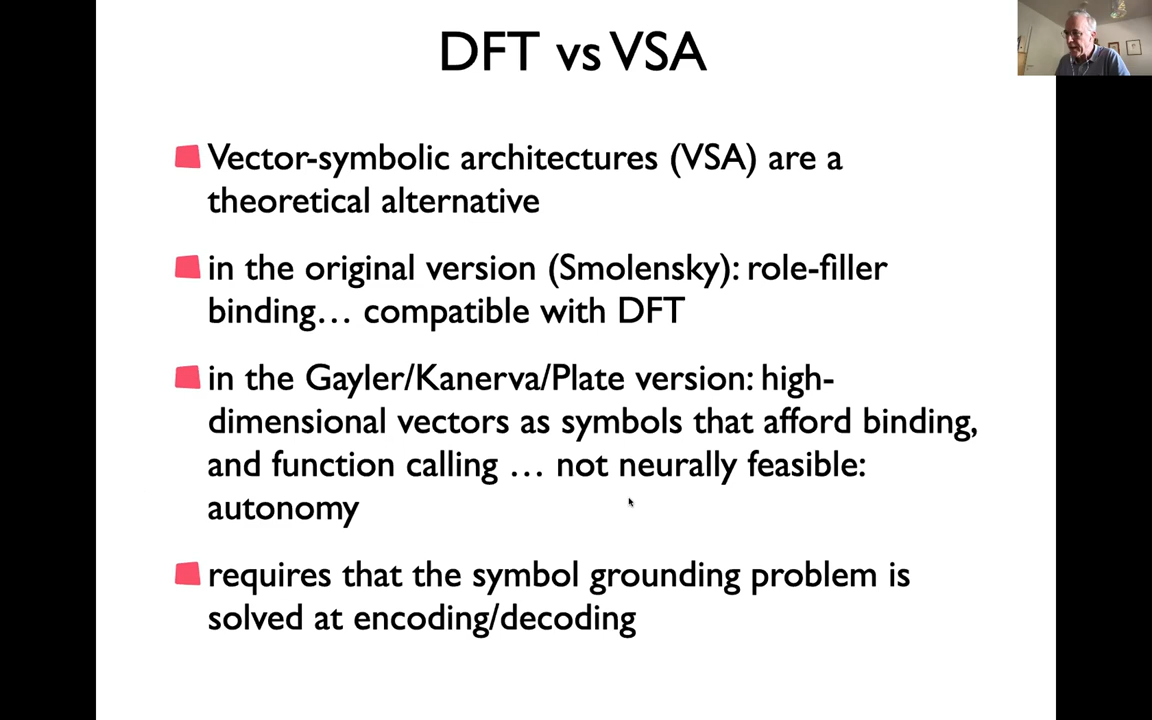 DFT vs VSA
Vector-symbolic architectures (VSA) are a
theoretical alternative
in the original version (Smolensky): role-filler
binding… compatible with DFT
in the Gayler/Kanerva/Plate version: high-
dimensional vectors as symbols that afford binding,
and function calling … not neurally feasible:
autonomy
requires that the symbol grounding problem is
solved at encoding/decoding